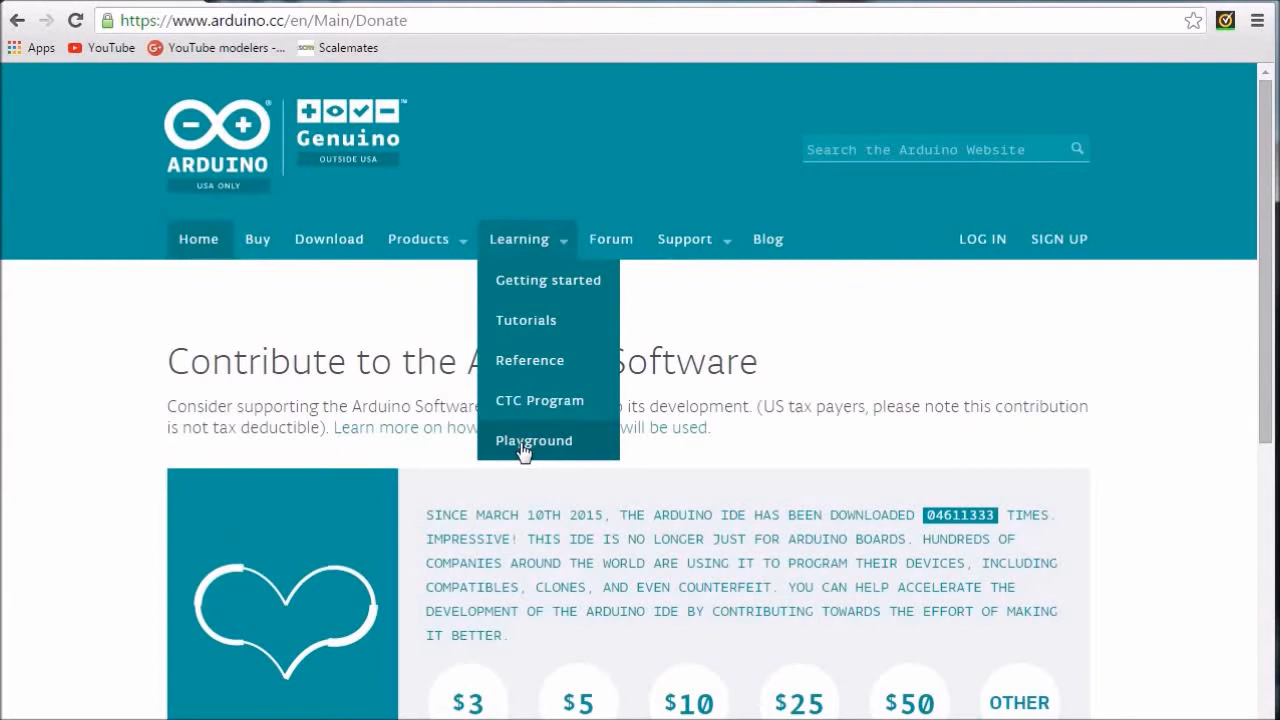 https://www.arduino.cc/en/Main/Donate
Apps YouTube YouTube modelers -... Scalemates
ARDUINO
USA ONLY
Genuino
OUTSIDE USA
Search the Arduino Website
Home Buy Download Products Learning Forum Support Blog LOG IN SIGN UP
Getting started
Tutorials
Reference
CTC Program
Playground
Contribute to the A Software
Consider supporting the Arduino Softwar to its development. (US tax payers, please note this contribution
is not tax deductible). Learn more on how will be used.
SINCE MARCH 10TH 2015, THE ARDUINO IDE HAS BEEN DOWNLOADED 04611333 TIMES.
IMPRESSIVE! THIS IDE IS NO LONGER JUST FOR ARDUINO BOARDS. HUNDREDS OF
COMPANIES AROUND THE WORLD ARE USING IT TO PROGRAM THEIR DEVICES, INCLUDING
COMPATIBLES, CLONES, AND EVEN COUNTERFEIT. YOU CAN HELP ACCELERATE THE
DEVELOPMENT OF THE ARDUINO IDE BY CONTRIBUTING TOWARDS THE EFFORT OF MAKING
IT BETTER.
$3 $5 $10 $25 $50 OTHER